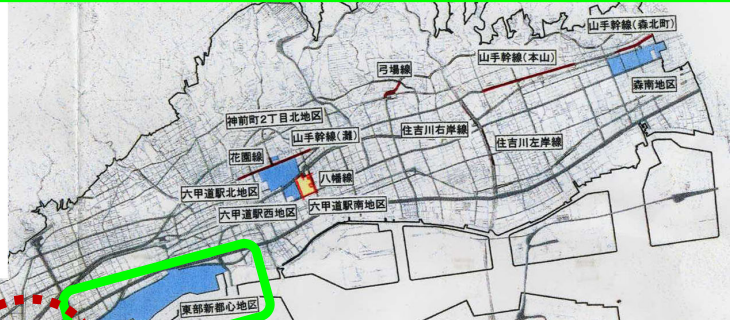 山手幹線(森北町)
山手幹線(本山)
弓場線
森南地区
神前町2丁目北地区
山手幹線(灘)
住吉川右岸線
住吉川左岸線
花園線
八幡線
六甲道駅北地区
六甲道駅西地区
六甲道駅南地区
東部新都心地区